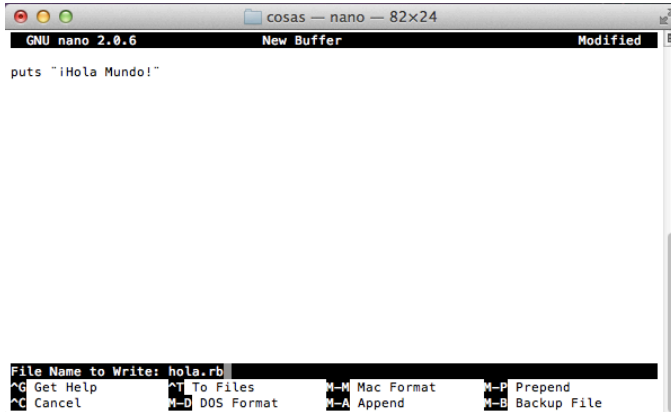 cosas — nano — 82×24
GNU nano 2.0.6 New Buffer Modified
puts ¨¡Hola Mundo!¨
File Name to Write: hola.rb
^G Get Help ^T To Files M-M Mac Format M-P Prepend
^C Cancel M-D DOS Format M-A Append M-B Backup File